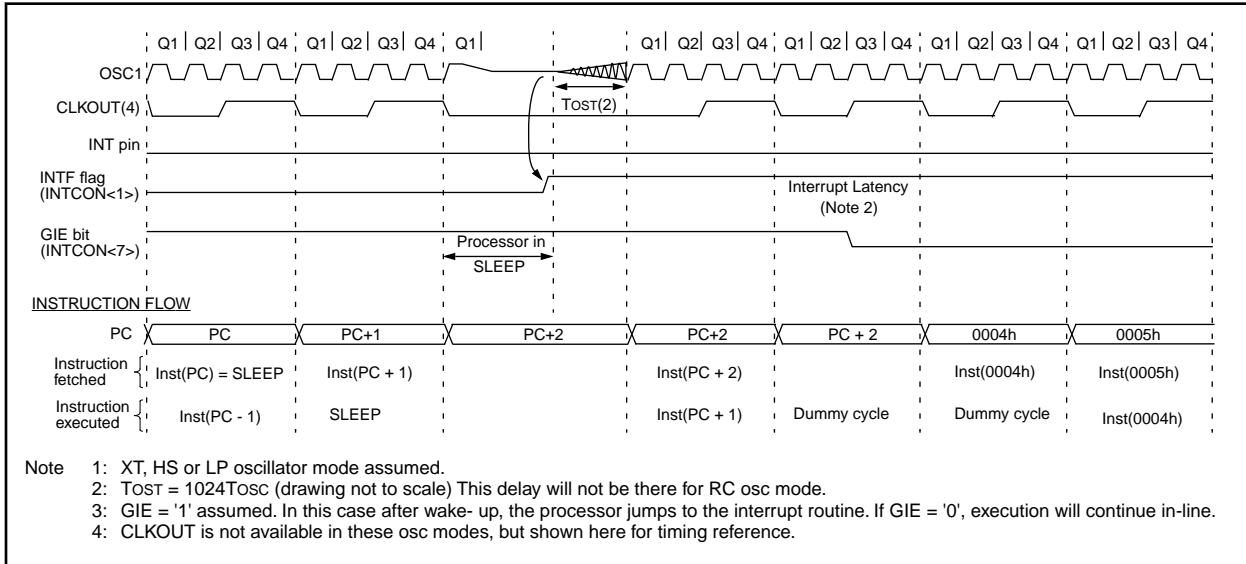 Q1 Q2 Q3 Q4 Q1 Q2 Q3 Q4 Q1 Q1 Q2 Q3 Q4 Q1 Q2 Q3 Q4 Q1 Q2 Q3 Q4 Q1 Q2 Q3 Q4
OSC1
TOST(2)
CLKOUT(4)
INT pin
INTF flag
(INTCON<1>)
Interrupt Latency
(Note 2)
GIE bit
(INTCON<7>)
Processor in
SLEEP
INSTRUCTION FLOW
PC PC PC+1 PC+2 PC+2 PC + 2 0004h 0005h
Instruction
fetched
Inst(PC) = SLEEP Inst(PC + 1) Inst(PC + 2) Inst(0004h) Inst(0005h)
Instruction
executed
Inst(PC - 1) SLEEP Inst(PC + 1) Dummy cycle Dummy cycle Inst(0004h)
Note 1: XT, HS or LP oscillator mode assumed.
2: TOST = 1024TOSC (drawing not to scale) This delay will not be there for RC osc mode.
3: GIE = '1' assumed. In this case after wake- up, the processor jumps to the interrupt routine. If GIE = '0', execution will continue in-line.
4: CLKOUT is not available in these osc modes, but shown here for timing reference.